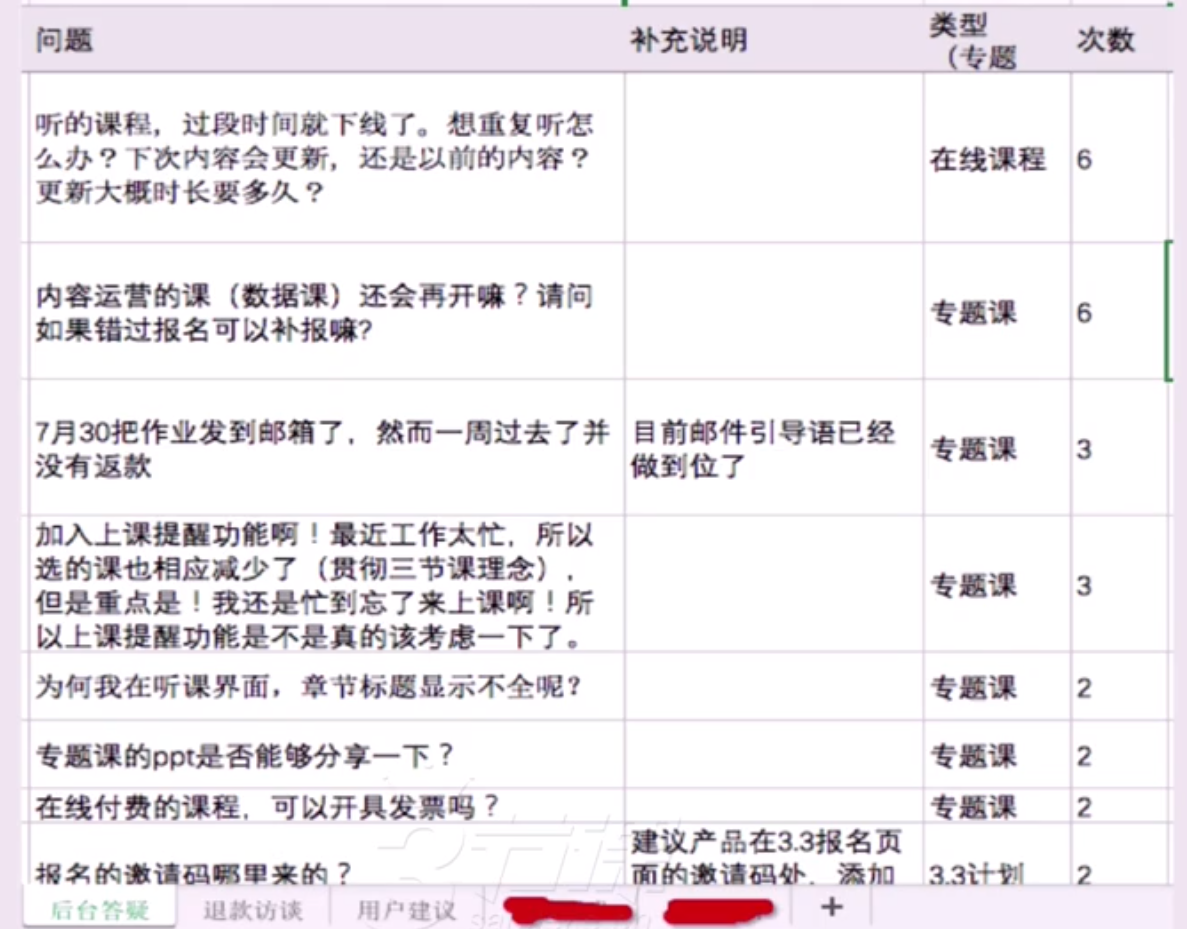 问题
补充说明
类型
（专题
次数
听的课程，过段时间就下线了。想重复听怎
么办？下次内容会更新，还是以前的内容？
更新大概时长要多久？
在线课程
6
内容运营的课（数据课）还会再开嘛？请问
如果错过报名可以补报嘛?
专题课
6
7月30把作业发到邮箱了，然而一周过去了并
没有返款
目前邮件引导语已经
做到位了
专题课
3
加入上课提醒功能啊！最近工作太忙，所以
选的课也相应减少了（贯彻三节课理念），
但是重点是！我还是忙到忘了来上课啊！所
以上课提醒功能是不是真的该考虑一下了。
专题课
3
为何我在听课界面，章节标题显示不全呢？
专题课
2
专题课的ppt是否能够分享一下？
专题课
2
在线付费的课程，可以开具发票吗？
专题课
2
报名的邀请码哪里来的？
建议产品在3.3报名页
面的邀请码处，添加
3.3计划
2
后台答疑
退款访谈
用户建议
+